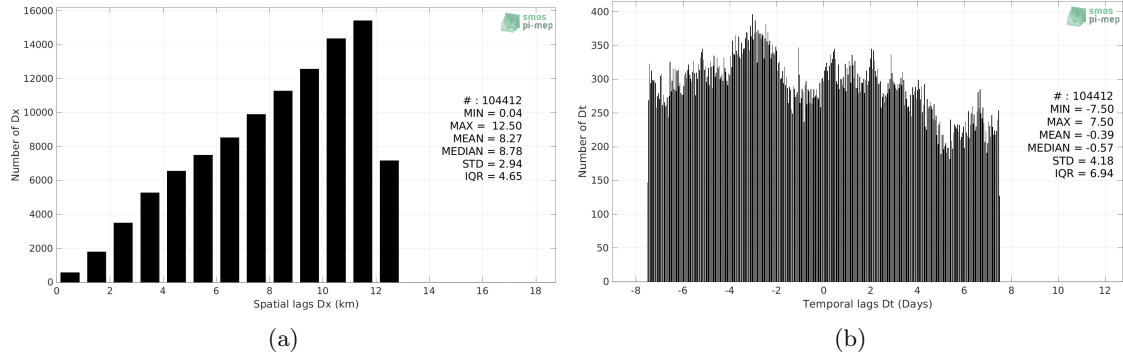 16000
14000
12000
10000
8000
6000
4000
2000
0
Number of Dx
0 2 4 6 8 10 12 14 16 18
Spatial lags Dx (km)
smos
pi-mep
# : 104412
MIN = 0.04
MAX = 12.50
MEAN = 8.27
MEDIAN = 8.78
STD = 2.94
IQR = 4.65
(a)
400
350
300
250
200
150
100
50
0
Number of Dt
-8 -6 -4 -2 0 2 4 6 8 10 12
Temporal lags Dt (Days)
smos
pi-mep
# : 104412
MIN = -7.50
MAX = 7.50
MEAN = -0.39
MEDIAN = -0.57
STD = 4.18
IQR = 6.94
(b)